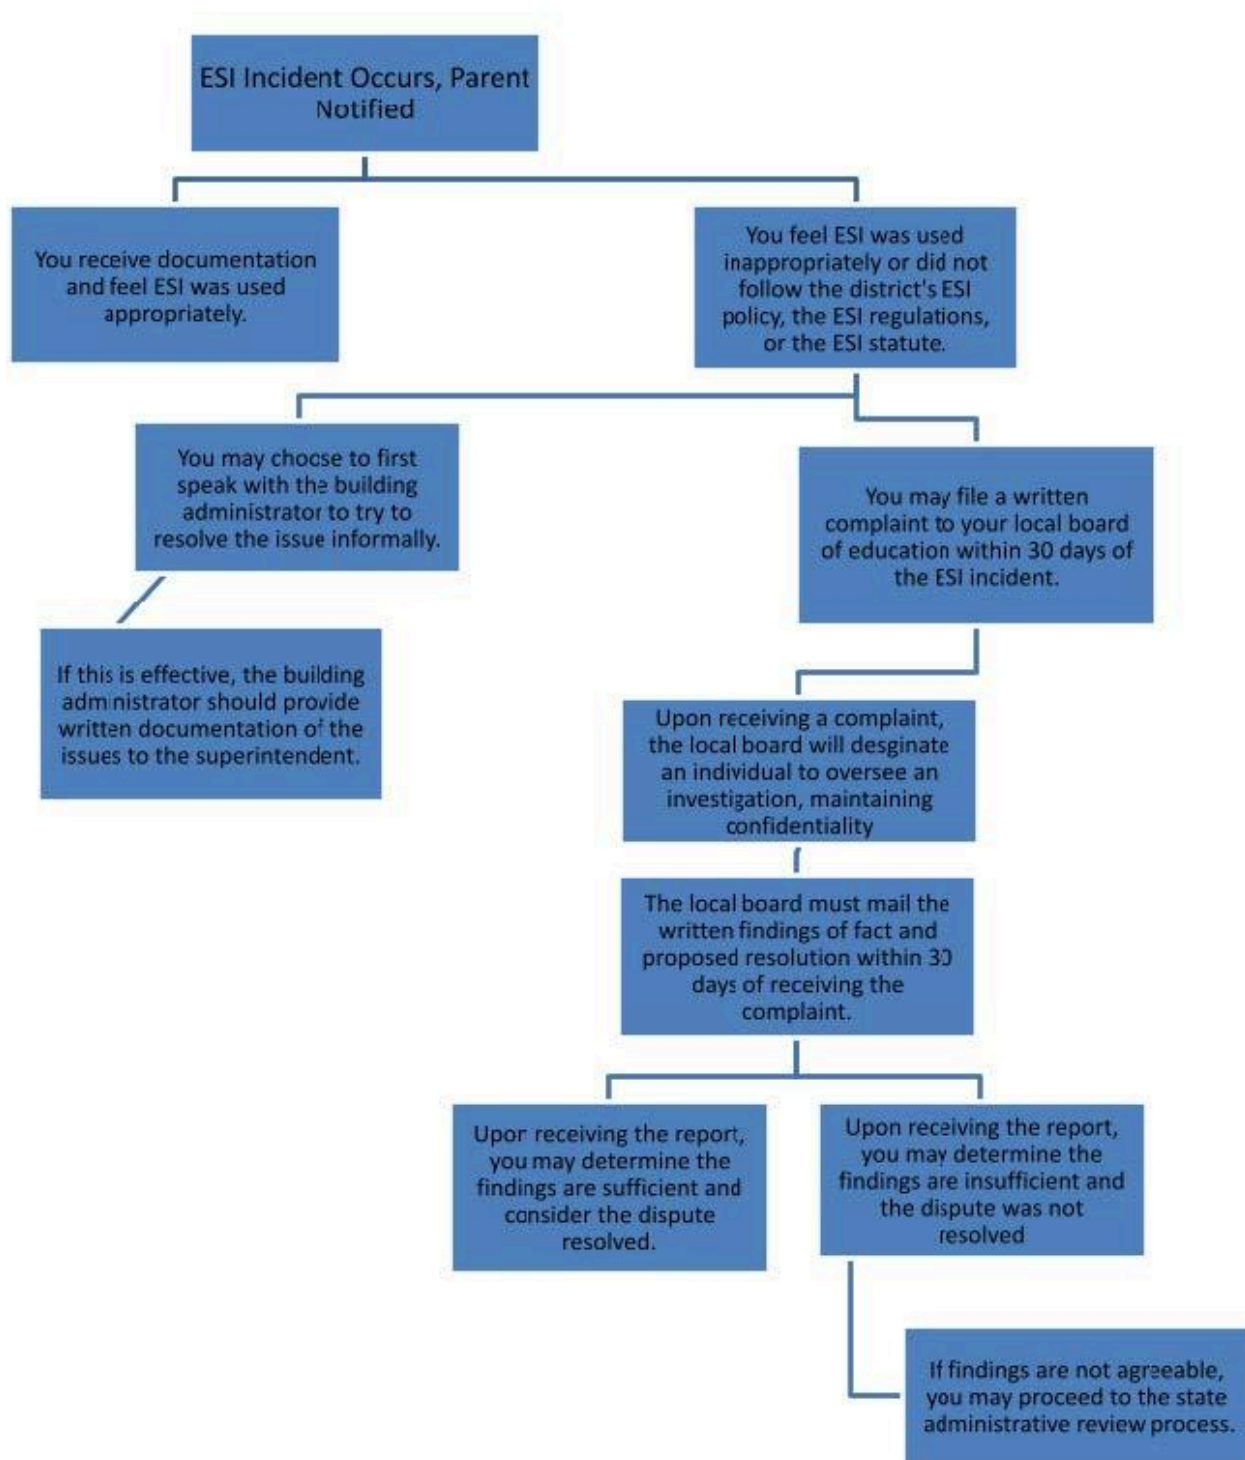 ESI Incident Occurs, Parent
Notified
You receive documentation
and feel ESI was used
appropriately.
You feel ESI was used
inappropriately or did not
follow the district's ESI
policy, the ESI regulations,
or the ESI statute.
You may choose to first
speak with the building
administrator to try to
resolve the issue informally.
You may file a written
complaint to your local board
of education within 30 days of
the ESI incident.
If this is effective, the building
administrator should provide
written documentation of the
issues to the superintendent.
Upon receiving a complaint,
the local board will desginate
an individual to oversee an
investigation, maintaining
confidentiality
The local board must mail the
written findings of fact and
proposed resolution within 30
days of receiving the
complaint.
Upon receiving the report,
you may determine the
findings are sufficient and
consider the dispute
resolved.
Upon receiving the report,
you may determine the
findings are insufficient and
the dispute was not
resolved
If findings are not agreeable,
you may proceed to the state
administrative review process.